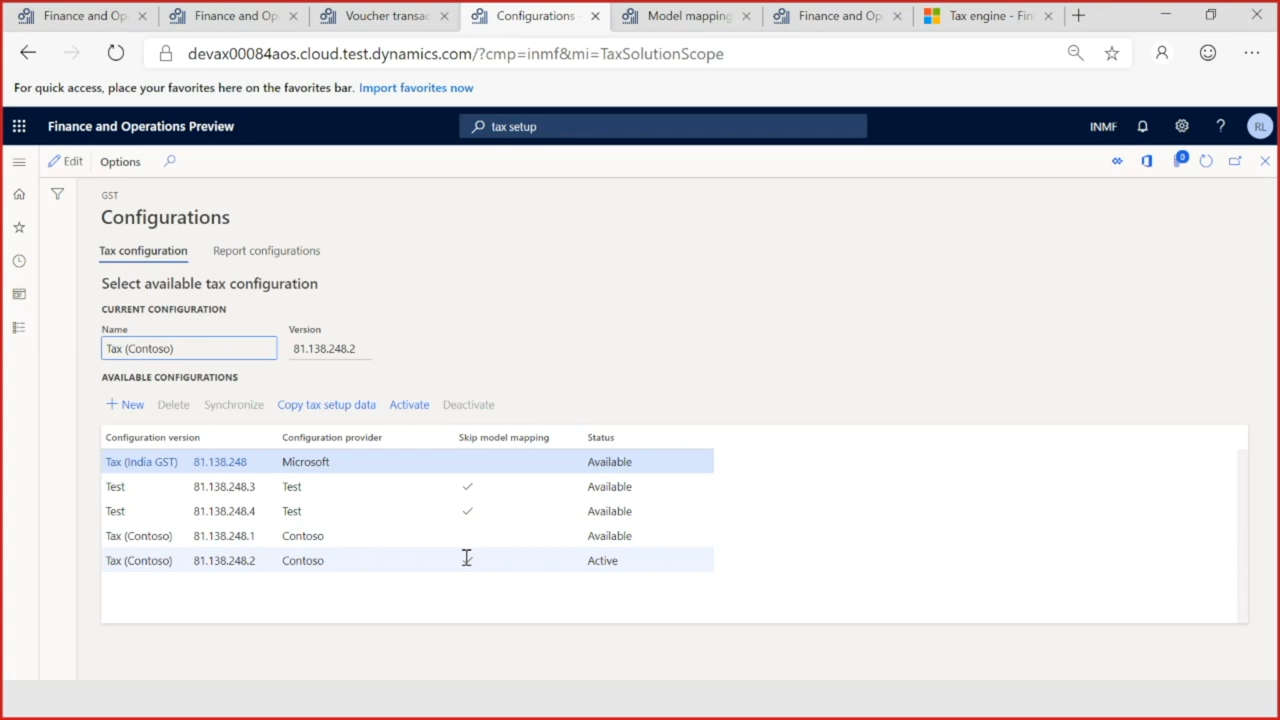 Finance and Op
Finance and Op
Voucher transac
Configurations -
Model mapping
Finance and Op
Tax engine - Fin
devax00084aos.cloud.test.dynamics.com/?cmp=inmf&mi=TaxSolutionScope
For quick access, place your favorites here on the favorites bar. Import favorites now
Finance and Operations Preview
tax setup
INMF
?
RL
Edit Options
0
GST
Configurations
Tax configuration Report configurations
Select available tax configuration
CURRENT CONFIGURATION
Name Version
Tax (Contoso) 81.138.248.2
AVAILABLE CONFIGURATIONS
New Delete Synchronize Copy tax setup data Activate Deactivate
Configuration version Configuration provider Skip model mapping Status
Tax (India GST) 81.138.248 Microsoft Available
Test 81.138.248.3 Test Available
Test 81.138.248.4 Test Available
Tax (Contoso) 81.138.248.1 Contoso Available
Tax (Contoso) 81.138.248.2 Contoso Active